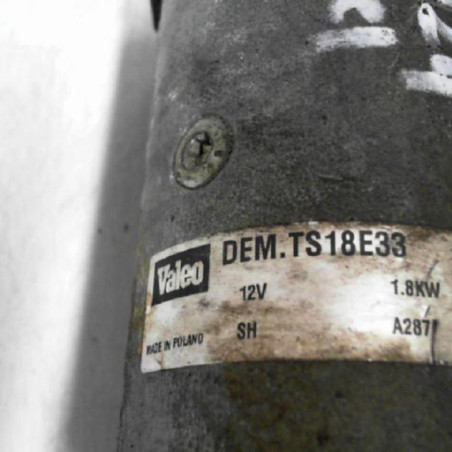 Valeo
DEM.TS18E33
12V 1.8KW
SH A287
MADE IN POLAND